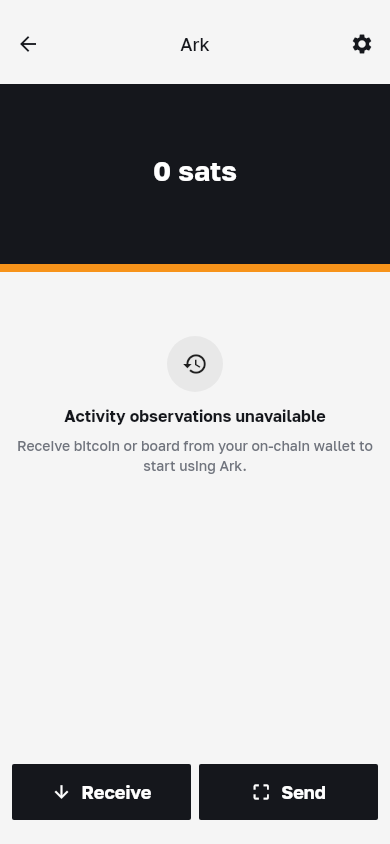 Ark
0 sats
Activity observations unavailable
Receive bitcoin or board from your on-chain wallet to
start using Ark.
Receive
Send